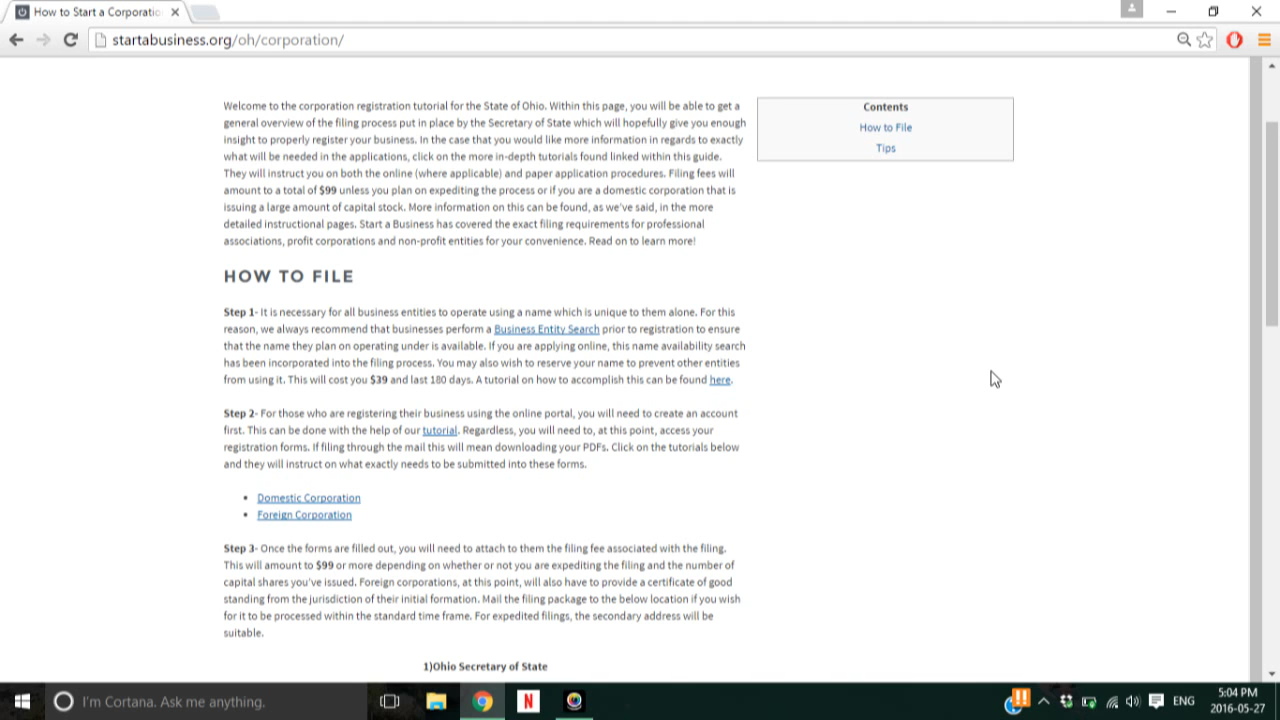 How to Start a Corporatio
startabusiness.org/oh/corporation/
Welcome to the corporation registration tutorial for the State of Ohio. Within this page, you will be able to get a
general overview of the filing process put in place by the Secretary of State which will hopefully give you enough
insight to properly register your business. In the case that you would like more information in regards to exactly
what will be needed in the applications, click on the more in-depth tutorials found linked within this guide.
They will instruct you on both the online (where applicable) and paper application procedures. Filing fees will
amount to a total of $99 unless you plan on expediting the process or if you are a domestic corporation that is
issuing a large amount of capital stock. More information on this can be found, as we've said, in the more
detailed instructional pages. Start a Business has covered the exact filing requirements for professional
associations, profit corporations and non-profit entities for your convenience. Read on to learn more!
Contents
How to File
Tips
HOW TO FILE
Step 1- It is necessary for all business entities to operate using a name which is unique to them alone. For this
reason, we always recommend that businesses perform a Business Entity Search prior to registration to ensure
that the name they plan on operating under is available. If you are applying online, this name availability search
has been incorporated into the filing process. You may also wish to reserve your name to prevent other entities
from using it. This will cost you $39 and last 180 days. A tutorial on how to accomplish this can be found here.
Step 2- For those who are registering their business using the online portal, you will need to create an account
first. This can be done with the help of our tutorial. Regardless, you will need to, at this point, access your
registration forms. If filing through the mail this will mean downloading your PDFs. Click on the tutorials below
and they will instruct on what exactly needs to be submitted into these forms.
• Domestic Corporation
• Foreign Corporation
Step 3- Once the forms are filled out, you will need to attach to them the filing fee associated with the filing.
This will amount to $99 or more depending on whether or not you are expediting the filing and the number of
capital shares you've issued. Foreign corporations, at this point, will also have to provide a certificate of good
standing from the jurisdiction of their initial formation. Mail the filing package to the below location if you wish
for it to be processed within the standard time frame. For expedited filings, the secondary address will be
suitable.
1)Ohio Secretary of State
I'm Cortana. Ask me anything.
N
ENG
5:04 PM
2016-05-27